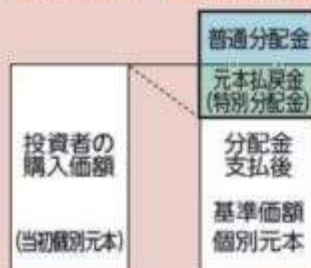 普通分配金
元本払戻金
(特別分配金)
投資者の
購入価額
(当初個別元本)
分配金
支払後
基準価額
個別元本